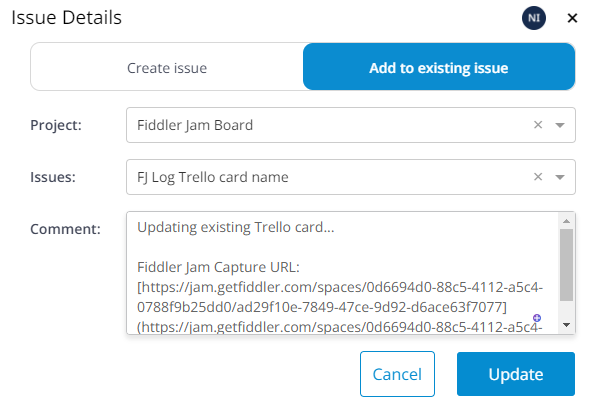 Issue Details
NI
Create issue
Add to existing issue
Project:
Fiddler Jam Board
Issues:
FJ Log Trello card name
Comment:
Updating existing Trello card...
Fiddler Jam Capture URL:
[https://jam.getfiddler.com/spaces/0d6694d0-88c5-4112-a5c4-
0788f9b25dd0/ad29f10e-7849-47ce-9d92-d6ace63f7077]
(https://jam.getfiddler.com/spaces/0d6694d0-88c5-4112-a5c4-
Cancel
Update